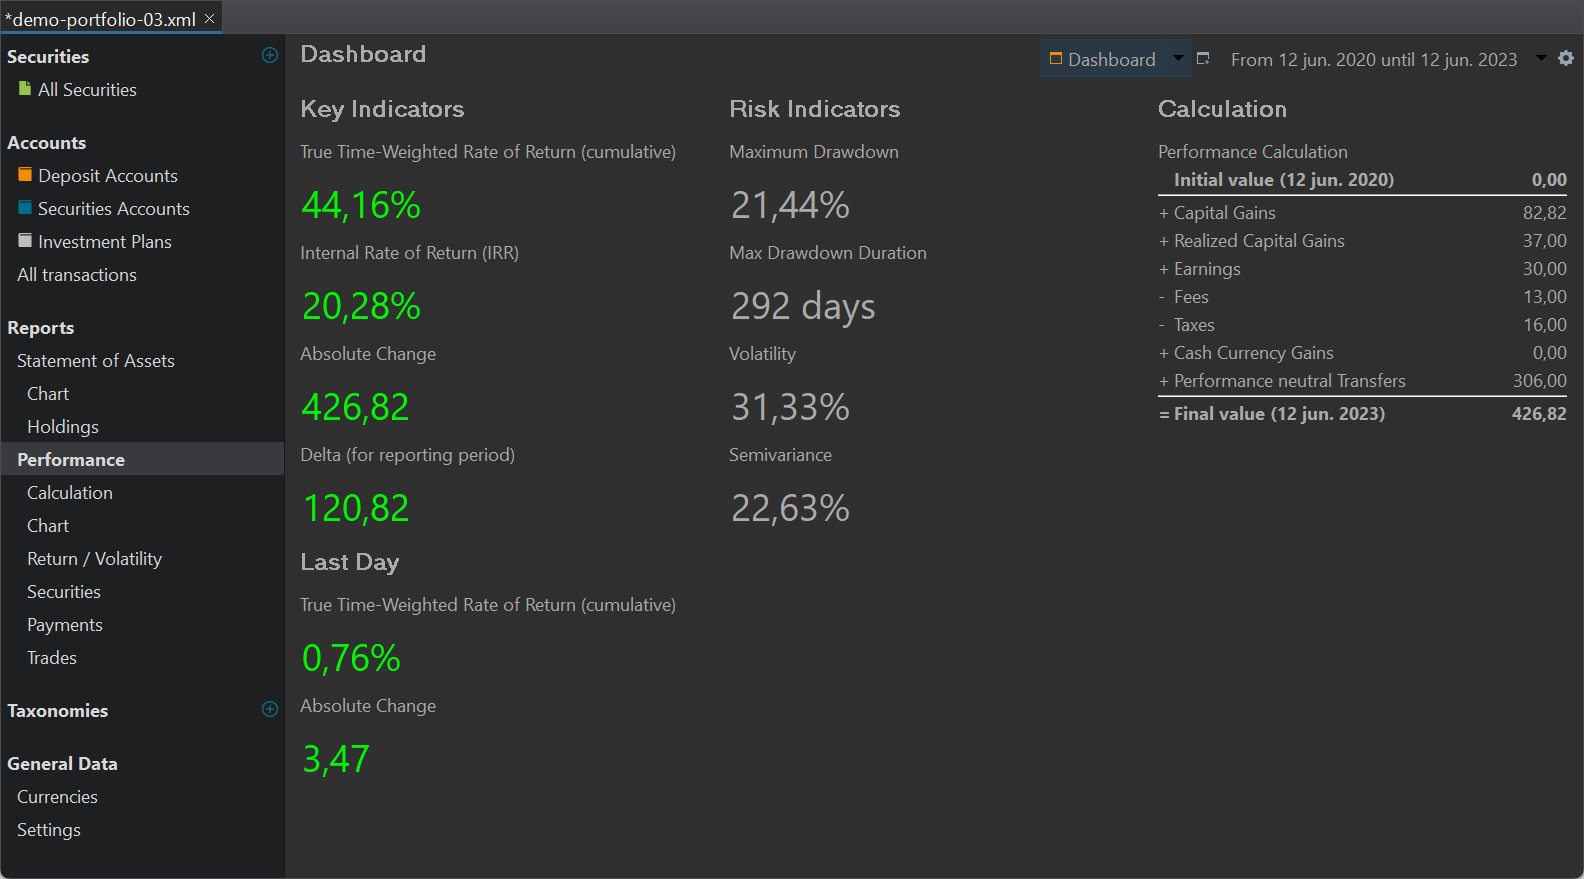 *demo-portfolio-03.xml
Securities
All Securities
Accounts
Deposit Accounts
Securities Accounts
Investment Plans
All transactions
Reports
Statement of Assets
Chart
Holdings
Performance
Calculation
Chart
Return / Volatility
Securities
Payments
Trades
Taxonomies
General Data
Currencies
Settings
Dashboard
Dashboard
From 12 jun. 2020 until 12 jun. 2023
Key Indicators
True Time-Weighted Rate of Return (cumulative)
44,16%
Internal Rate of Return (IRR)
20,28%
Absolute Change
426,82
Delta (for reporting period)
120,82
Last Day
True Time-Weighted Rate of Return (cumulative)
0,76%
Absolute Change
3,47
Risk Indicators
Maximum Drawdown
21,44%
Max Drawdown Duration
292 days
Volatility
31,33%
Semivariance
22,63%
Calculation
Performance Calculation
Initial value (12 jun. 2020) 0,00
+ Capital Gains 82,82
+ Realized Capital Gains 37,00
+ Earnings 30,00
- Fees 13,00
- Taxes 16,00
+ Cash Currency Gains 0,00
+ Performance neutral Transfers 306,00
= Final value (12 jun. 2023) 426,82